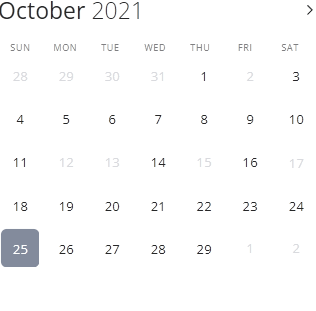 October 2021
SUN MON TUE WED THU FRI SAT
28 29 30 31 1 2 3
4 5 6 7 8 9 10
11 12 13 14 15 16 17
18 19 20 21 22 23 24
25 26 27 28 29 1 2